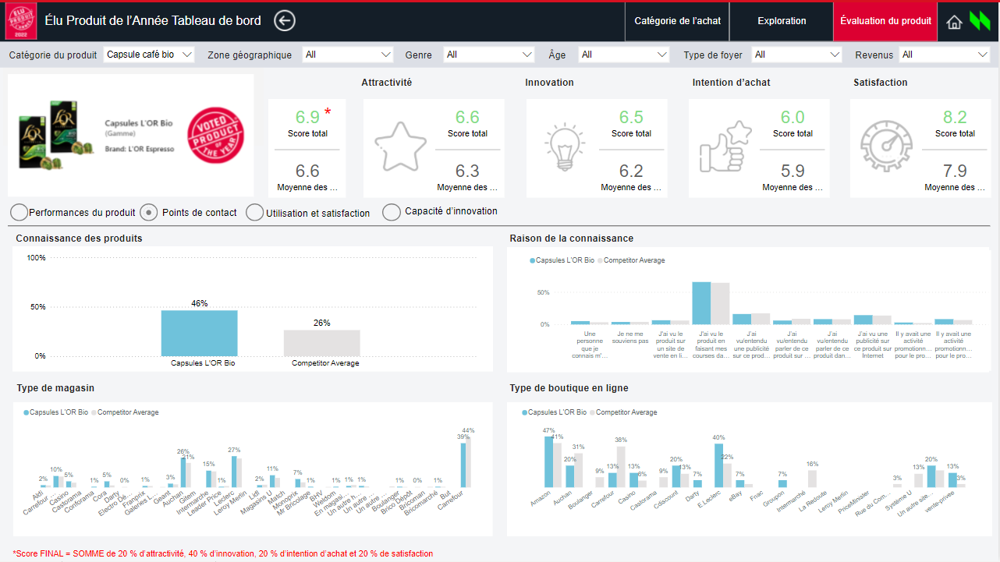 ÉLU PRODUIT DE L'ANNÉE 2022
Élu Produit de l'Année Tableau de bord
Catégorie de l'achat
Exploration
Évaluation du produit
Catégorie du produit Capsule café bio
Zone géographique All
Genre All
Âge All
Type de foyer All
Revenus All
L'OR
L'OR
Capsules L'OR Bio
(Gamme)
Brand: L'OR Espresso
VOTED PRODUCT OF THE YEAR
6.9 *
Score total
6.6
Moyenne des ...
Attractivité
6.6
Score total
6.3
Moyenne des ...
Innovation
6.5
Score total
6.2
Moyenne des ...
Intention d'achat
6.0
Score total
5.9
Moyenne des ...
Satisfaction
8.2
Score total
7.9
Moyenne des ...
Performances du produit
Points de contact
Utilisation et satisfaction
Capacité d'innovation
Connaissance des produits
100%
50%
0%
46%
26%
Capsules L'OR Bio
Competitor Average
Raison de la connaissance
Capsules L'OR Bio Competitor Average
50%
0%
Une
personne
que je
connais m'...
Je ne me
souviens pas
J'ai vu le
produit sur
un site de
vente en li...
J'ai vu le
produit en
faisant mes
courses da...
J'ai
vu/entendu
une publicité
sur ce prod...
J'ai
vu/entendu
parler de ce
produit sur ...
J'ai
vu/entendu
parler de ce
produit dan...
J'ai vu une
publicité sur
ce produit sur
Internet
Il y avait une
activité
promotionn...
pour le pro...
Il y avait une
activité
promotionn...
pour le pro...
Type de magasin
Capsules L'OR Bio Competitor Average
2%
10%
5%
1%
5%
0%
1%
3%
26%
21%
15%
1%
27%
2%
11%
7%
1%
1%
1%
1%
1%
0%
1%
39%
44%
Aldi
Carrefour ...
Casino
Castorama
Conforama
Cora
Darty
Electro Dé...
Franprix
Galeries L...
Geant
Auchan
Gitem
Intermarche
Leader Price
Leclerc
Leroy Merlin
Lidl
Magasins U
Match
Monoprix
Mr Bricolage
BHV
Weldom
En magasi...
Un autre h...
Un autre ...
Un autre ...
Boulanger
Brico Dépôt
Bricoman
Bricomarché
But
Carrefour
Type de boutique en ligne
Capsules L'OR Bio Competitor Average
47%
41%
20%
31%
9%
13%
38%
13%
6%
9%
20%
13%
7%
40%
22%
7%
7%
16%
3%
13%
20%
13%
3%
Amazon
Auchan
Boulanger
Carrefour
Casino
Castorama
Cdiscount
Darty
E.Leclerc
eBay
Fnac
Groupon
Intermarché
La Redoute
Leroy Merlin
PriceMinister
Rue du Com...
Système U
Un autre site...
vente-privee
*Score FINAL = SOMME de 20 % d'attractivité, 40 % d'innovation, 20 % d'intention d'achat et 20 % de satisfaction